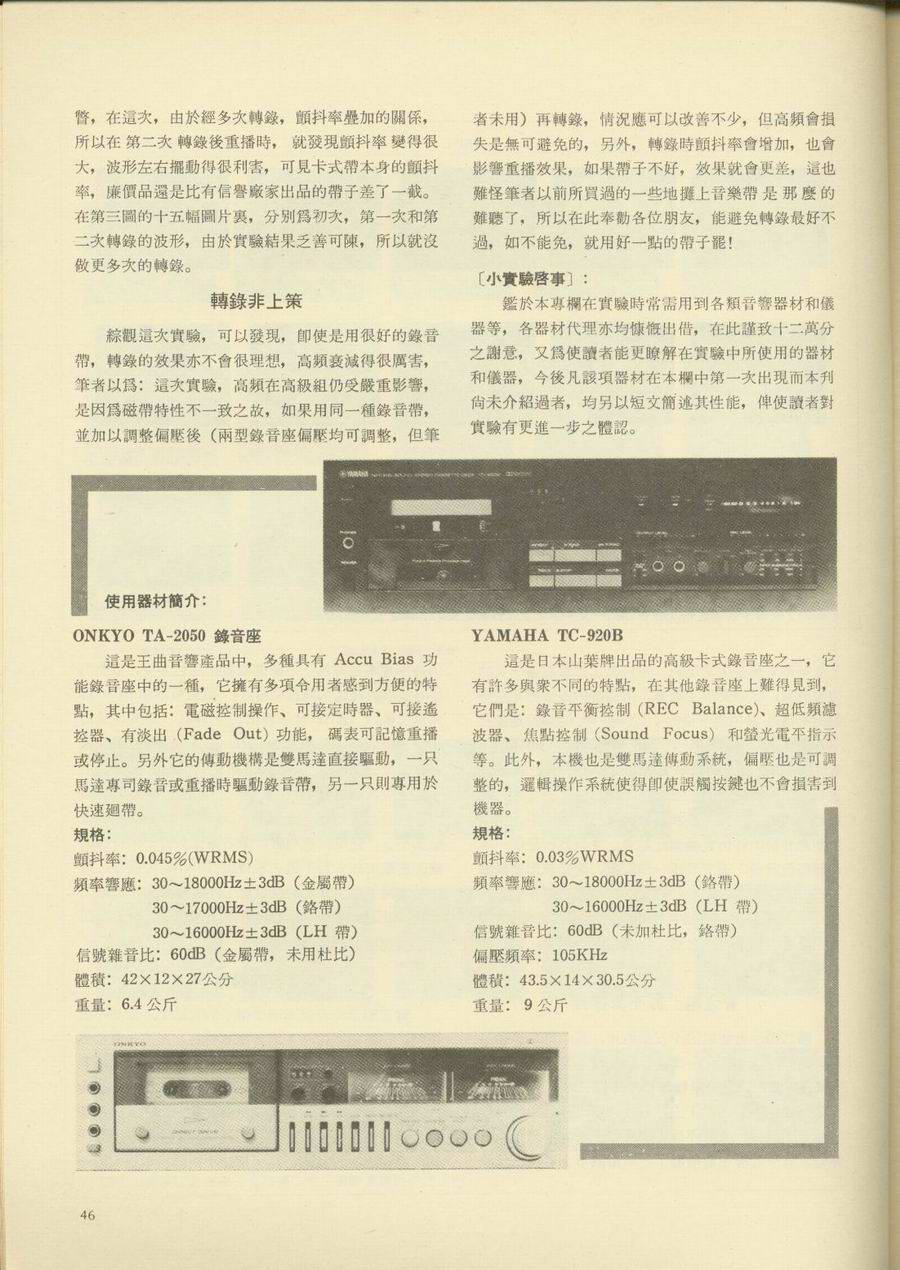 瞥，在這次，由於經多次轉錄，顫抖率疊加的關係，
所以在 第二次 轉錄後重播時， 就發現顫抖率 變得很
大，波形左右擺動得很利害，可見卡式帶本身的顫抖
率，廉價品還是比有信譽廠家出品的帶子差了一截。
在第三圖的十五幅圖片裏，分別爲初次，第一次和第
二次轉錄的波形，由於實驗結果乏善可陳，所以就沒
做更多次的轉錄。
轉錄非上策
綜觀這次實驗，可以發現，卽使是用很好的錄音
帶，轉錄的效果亦不會很理想，高頻衰減得很厲害，
筆者以爲：這次實驗，高頻在高級組仍受嚴重影響，
是因爲磁帶特性不一致之故，如果用同一種錄音帶，
並加以調整偏壓後（兩型錄音座偏壓均可調整，但筆
者未用）再轉錄，情況應可以改善不少，但高頻會損
失是無可避免的，另外，轉錄時顫抖率會增加，也會
影響重播效果，如果帶子不好，效果就會更差，這也
難怪筆者以前所買過的一些地攤上音樂帶 是 那 麼 的
難聽了，所以在此奉勸各位朋友，能避免轉錄最好不
過，如不能免，就用好一點的帶子罷！
〔小實驗啓事〕：
鑑於本專欄在實驗時常需用到各類音響器材和儀
器等，各器材代理亦均慷慨出借，在此謹致十二萬分
之謝意，又爲使讀者能更瞭解在實驗中所使用的器材
和儀器，今後凡該項器材在本欄中第一次出現而本刋
尙未介紹過者，均另以短文簡述其性能，俾使讀者對
實驗有更進一步之體認。
YAMAHA
使用器材簡介：
ONKYO TA-2050 錄音座
這是王曲音響產品中，多種具有 Accu Bias 功
能錄音座中的一種，它擁有多項令用者感到方便的特
點，其中包括：電磁控制操作、可接定時器、可接遙
控器、有淡出（Fade Out）功能， 碼表可記憶重播
或停止。另外它的傳動機構是雙馬達直接驅動，一只
馬達專司錄音或重播時驅動錄音帶，另一只則專用於
快速廻帶。
規格：
顫抖率：0.045%(WRMS)
頻率響應：30～18000Hz±3dB（金屬帶）
30～17000Hz±3dB（鉻帶）
30～16000Hz±3dB（LH 帶）
信號雜音比：60dB（金屬帶，未用杜比）
體積：42×12×27公分
重量：6.4 公斤
YAMAHA TC-920B
這是日本山葉牌出品的高級卡式錄音座之一，它
有許多與衆不同的特點，在其他錄音座上難得見到，
它們是：錄音平衡控制（REC Balance）、超低頻濾
波器、焦點控制（Sound Focus） 和螢光電平指示
等。此外，本機也是雙馬達傳動系統，偏壓也是可調
整的，邏輯操作系統使得卽使誤觸按鍵也不會損害到
機器。
規格：
顫抖率：0.03%WRMS
頻率響應：30～18000Hz±3dB（鉻帶）
30～16000Hz±3dB（LH 帶）
信號雜音比：60dB（未加杜比，鉻帶）
偏壓頻率：105KHz
體積：43.5×14×30.5公分
重量：9 公斤
ONKYO
46